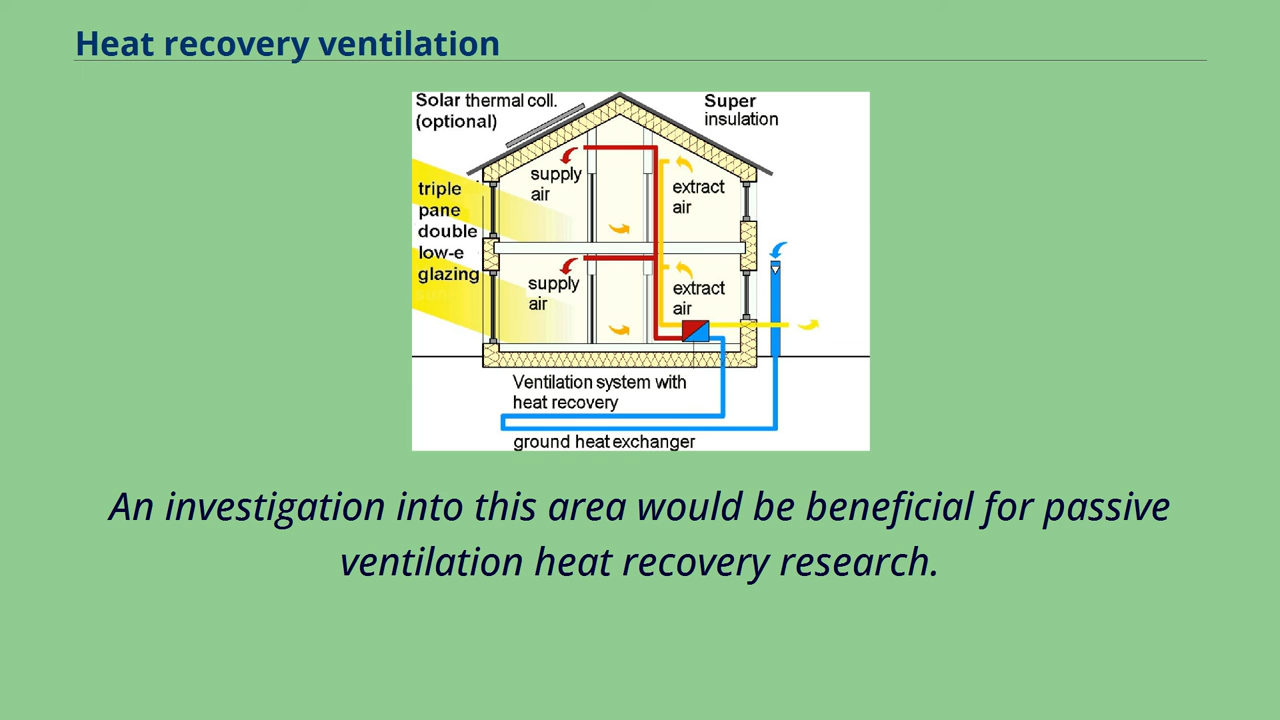 Heat recovery ventilation
Solar thermal coll.
(optional)
Super
insulation
supply
air
extract
air
triple
pane
double
low-e
glazing
supply
air
extract
air
Ventilation system with
heat recovery
ground heat exchanger
An investigation into this area would be beneficial for passive
ventilation heat recovery research.